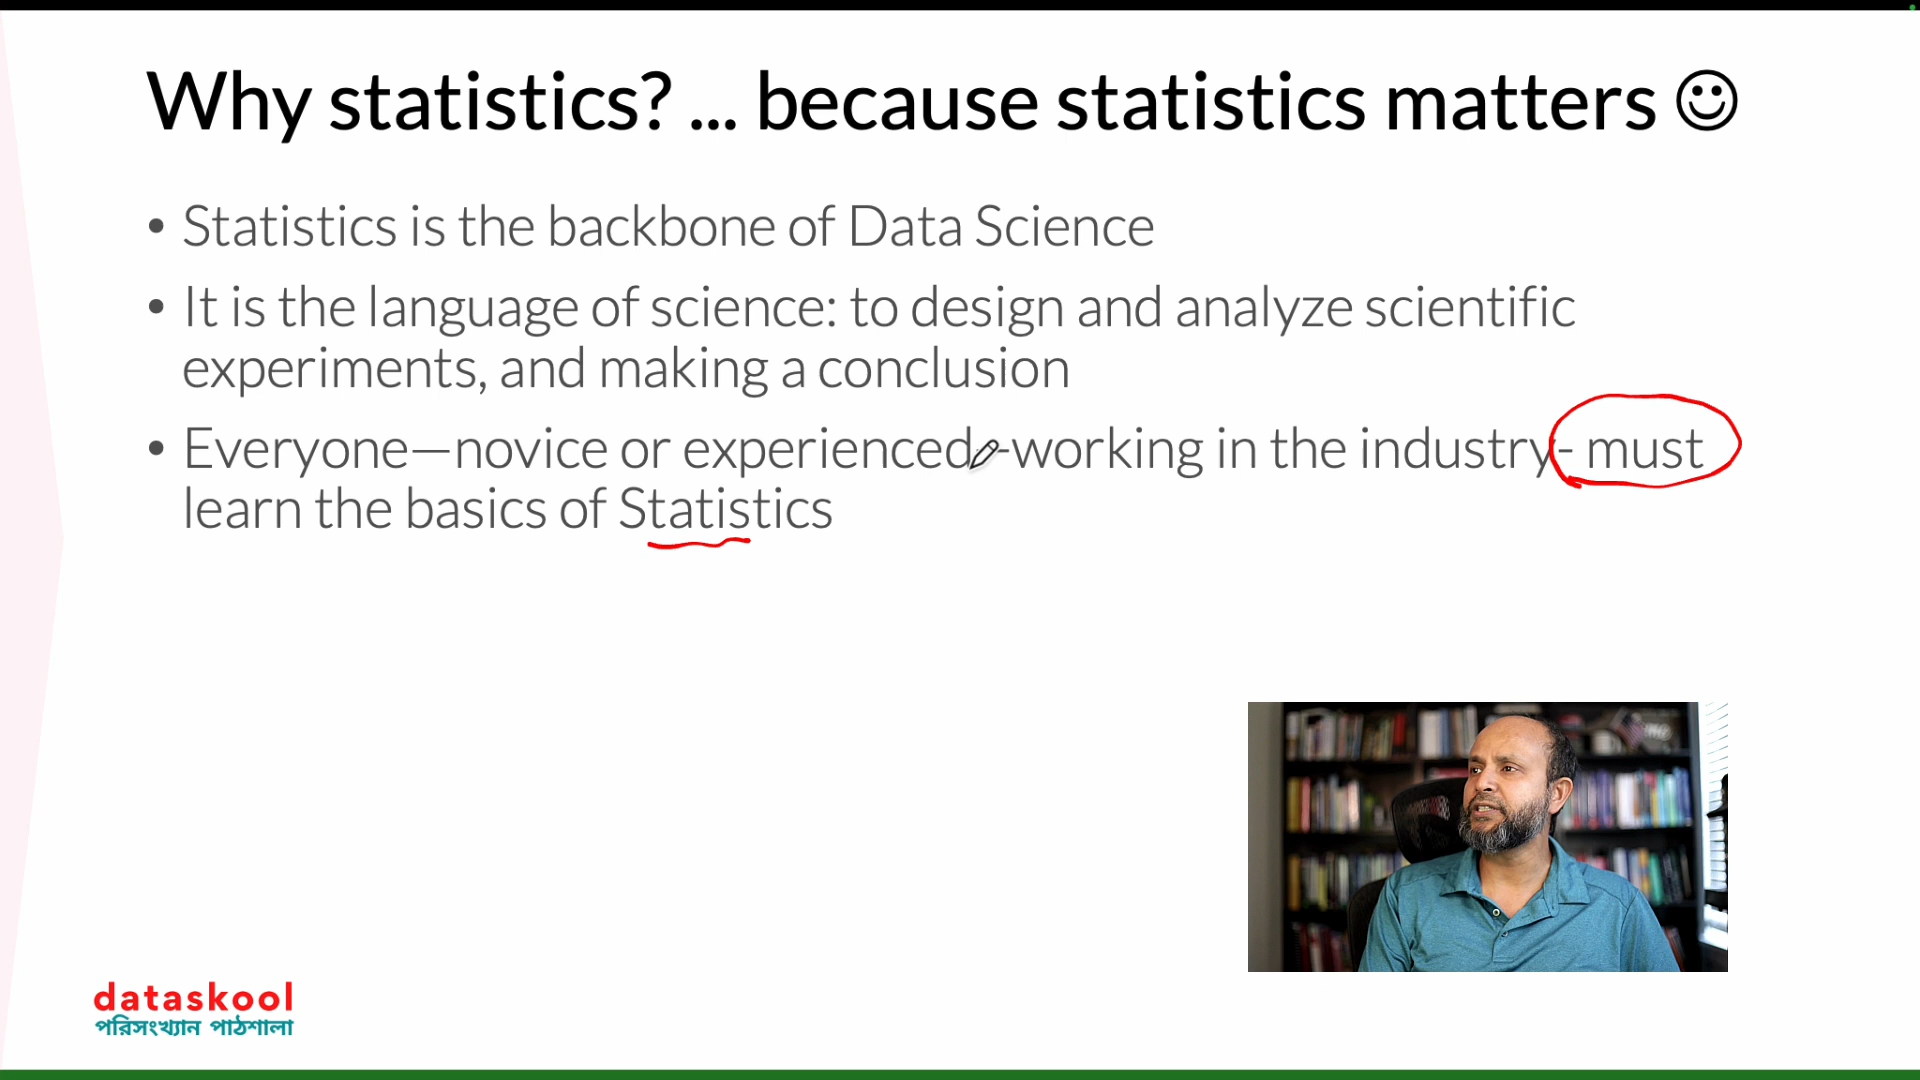 Why statistics? ... because statistics matters ☺
• Statistics is the backbone of Data Science
• It is the language of science: to design and analyze scientific
experiments, and making a conclusion
• Everyone—novice or experienced--working in the industry- must
learn the basics of Statistics
dataskool
পরিসংখ্যান পাঠশালা